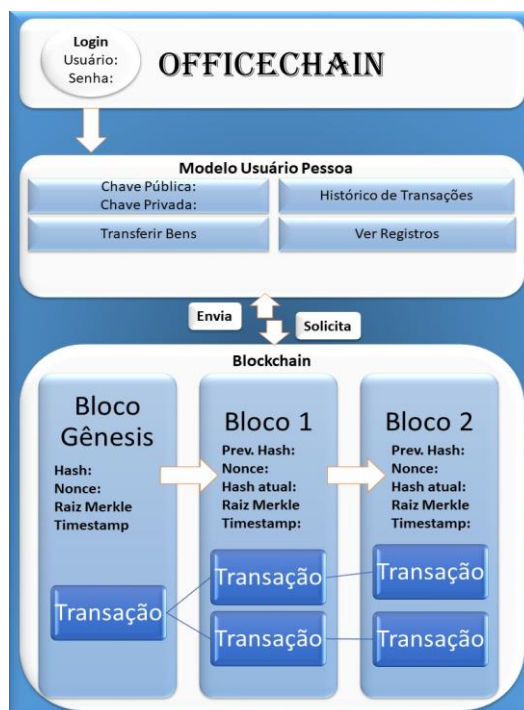 Login
Usuário:
Senha:
OFFICECHAIN
Modelo Usuário Pessoa
Chave Pública:
Chave Privada:
Histórico de Transações
Transferir Bens
Ver Registros
Envia
Solicita
Blockchain
Bloco
Gênesis
Hash:
Nonce:
Raiz Merkle
Timestamp
Transação
Bloco 1
Prev. Hash:
Nonce:
Hash atual:
Raiz Merkle
Timestamp:
Transação
Transação
Bloco 2
Prev. Hash:
Nonce:
Hash atual:
Raiz Merkle
Timestamp:
Transação
Transação